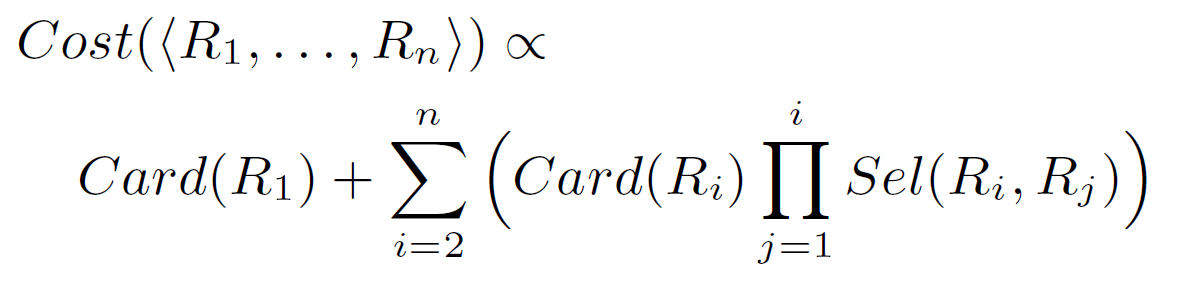 Cost(⟨R₁, . . . , Rₙ⟩) ∝
Card(R₁) + ∑ᵢ₌₂ⁿ (Card(Rᵢ) ∏ⱼ₌₁ⁱ Sel(Rᵢ, Rⱼ))